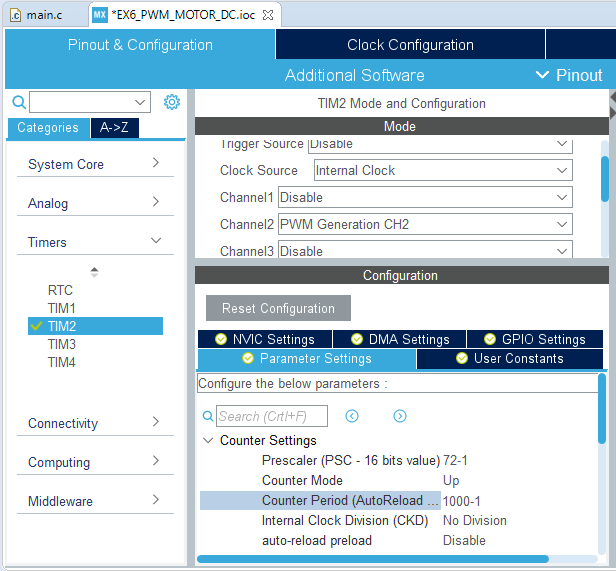 main.c
*EX6_PWM_MOTOR_DC.ioc
Pinout & Configuration
Clock Configuration
Additional Software
Pinout
TIM2 Mode and Configuration
Categories
A->Z
Mode
Trigger Source Disable
System Core
Clock Source Internal Clock
Channel1 Disable
Analog
Channel2 PWM Generation CH2
Timers
Channel3 Disable
Configuration
RTC
TIM1
TIM2
TIM3
TIM4
Reset Configuration
NVIC Settings
DMA Settings
GPIO Settings
Parameter Settings
User Constants
Configure the below parameters :
Search (Crtl+F)
Connectivity
Counter Settings
Prescaler (PSC - 16 bits value) 72-1
Computing
Counter Mode Up
Counter Period (AutoReload ... 1000-1
Middleware
Internal Clock Division (CKD) No Division
auto-reload preload Disable